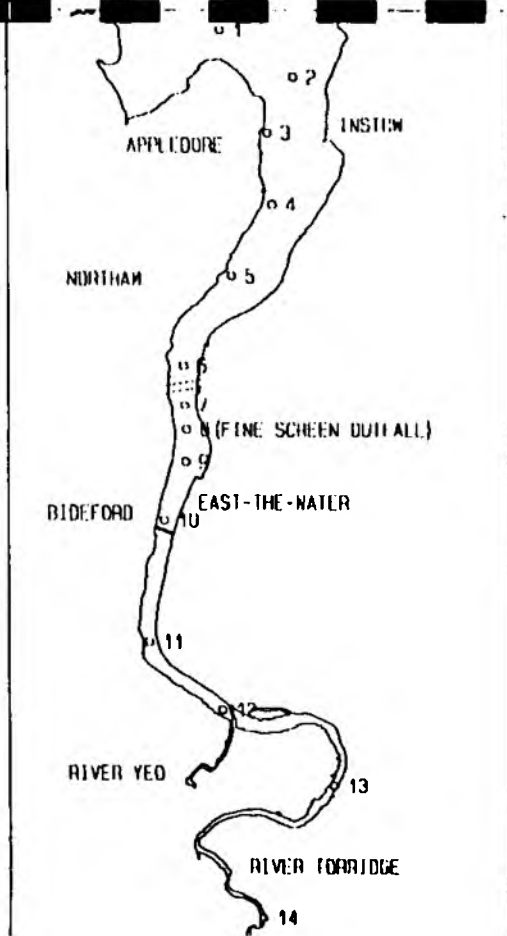 1
2
3
INSTOW
APPLEDORE
4
NORTHAM
5
6
7
8 (FINE SCREEN OUTFALL)
9
EAST-THE-WATER
BIDEFORD
10
11
12
RIVER YEO
13
RIVER TORRIDGE
14